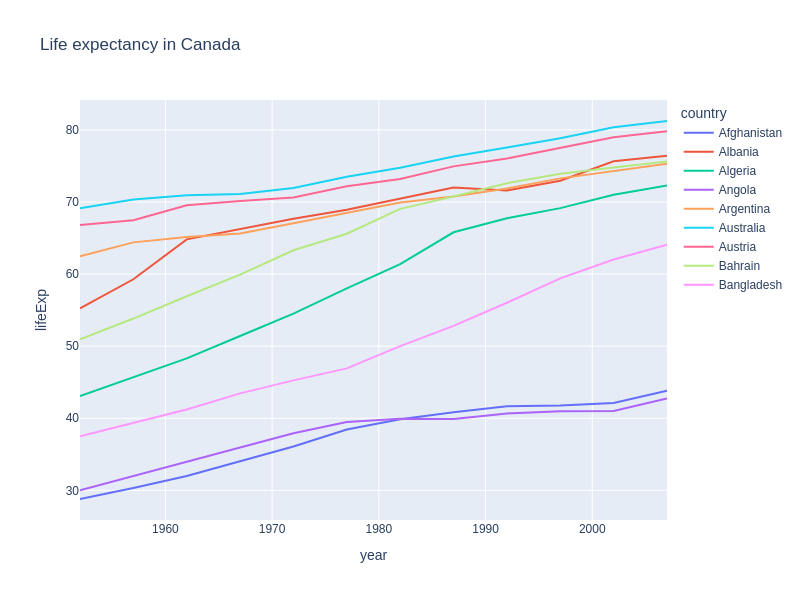 Life expectancy in Canada
country
Afghanistan
Albania
Algeria
Angola
Argentina
Australia
Austria
Bahrain
Bangladesh
lifeExp
80
70
60
50
40
30
1960 1970 1980 1990 2000
year